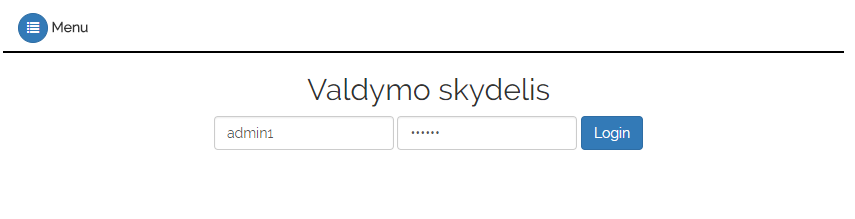 Menu
Valdymo skydelis
admin1 •••••• Login